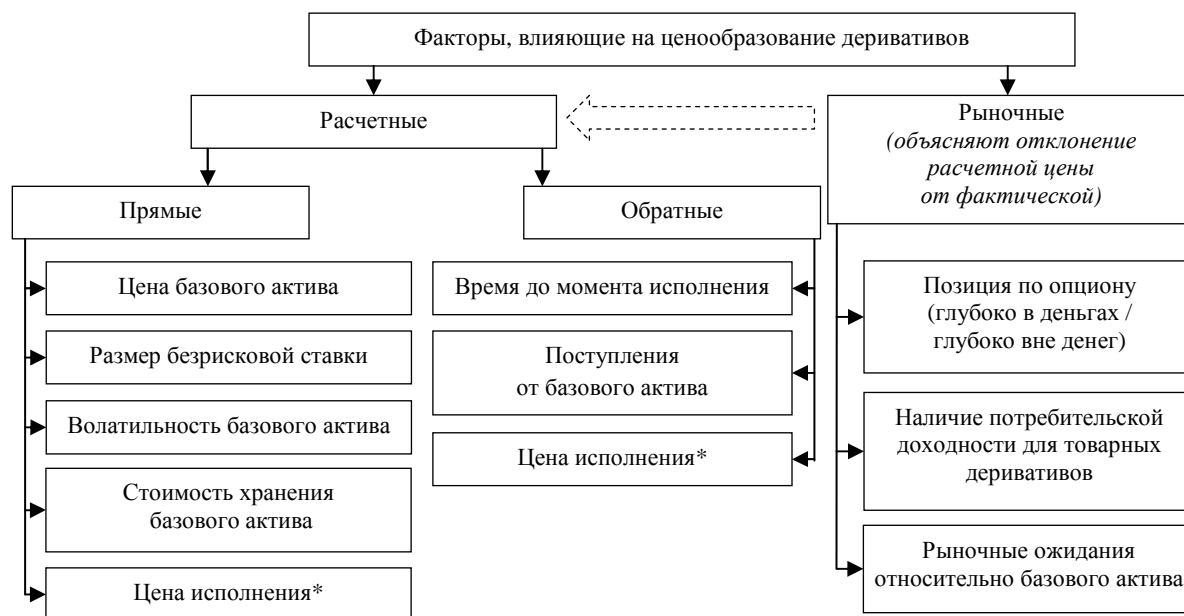 Факторы, влияющие на ценообразование деривативов
Расчетные
Рыночные
(объясняют отклонение
расчетной цены
от фактической)
Прямые
Обратные
Цена базового актива
Размер безрисковой ставки
Волатильность базового актива
Стоимость хранения
базового актива
Цена исполнения*
Время до момента исполнения
Поступления
от базового актива
Цена исполнения*
Позиция по опциону
(глубоко в деньгах /
глубоко вне денег)
Наличие потребительской
доходности для товарных
деривативов
Рыночные ожидания
относительно базового актива